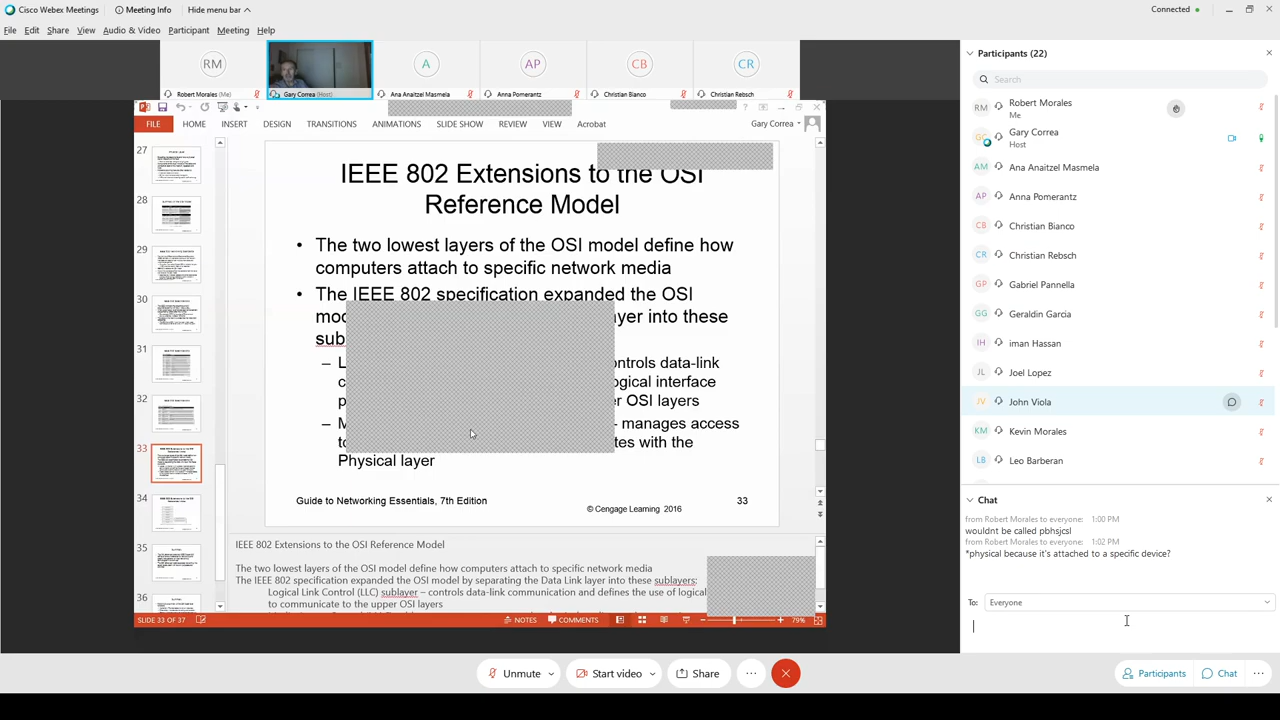 Cisco Webex Meetings
Meeting Info
Hide menu bar
Connected
File Edit Share View Audio & Video Participant Meeting Help
RM A AP CB CR
Robert Morales (Me) Gary Correa (Host) Ana Anaitzel Masmela Anna Pomerantz Christian Bianco Christian Rebsch
FILE HOME INSERT DESIGN TRANSITIONS ANIMATIONS SLIDE SHOW REVIEW VIEW Acrobat Gary Correa
27
28
29
30
31
32
33
34
35
36
IEEE 802 Extensions to the OSI
Reference Model
• The two lowest layers of the OSI model define how
computers attach to specific network media
• The IEEE 802 specification expanded the OSI
yer into these
sub
ontrols data-link
ogical interface
OSI layers
manages access
with the
Physical layer
Guide to Networking Essentials, 7th Edition 33
© Cengage Learning 2016
IEEE 802 Extensions to the OSI Reference Model
The two lowest layers of the OSI model define how computers attach to specific network media
The IEEE 802 specification expanded the OSI model by separating the Data Link layer into these sublayers:
Logical Link Control (LLC) sublayer – controls data-link communication and defines the use of logical
to communicate to the upper OSI layers
SLIDE 33 OF 37 NOTES COMMENTS 79%
Participants (22)
Search
RM Robert Morales
Me
Gary Correa
Host
AM Ana Anaitzel Masmela
AP Anna Pomerantz
CB Christian Bianco
CR Christian Rebsch
GP Gabriel Pannella
GG Geraldin Garcia
IH iman Hassan
JL Joel Lopez
JV John Viola
KM Kevin Morales
LB Leo Barberan
Chat
from Robert Morales to everyone: 1:00 PM
wouldnt be called pbhsjcsl
from Robert Morales to everyone: 1:02 PM
*physical because its attached to a specific device?
To: Everyone
Unmute Start video Share Participants Chat